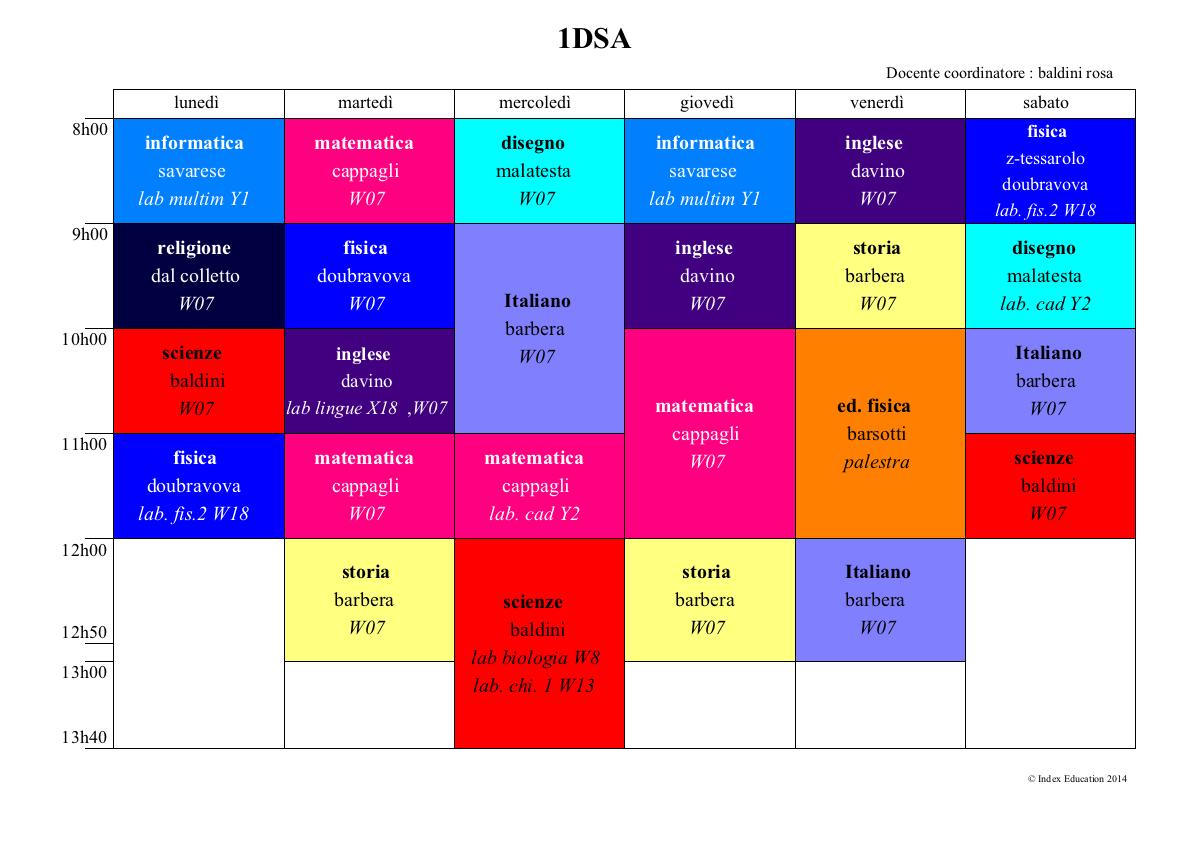 1DSA
Docente coordinatore : baldini rosa
lunedì martedì mercoledì giovedì venerdì sabato
8h00
informatica
savarese
lab multim Y1
matematica
cappagli
W07
disegno
malatesta
W07
informatica
savarese
lab multim Y1
inglese
davino
W07
fisica
z-tessarolo
doubravova
lab. fis.2 W18
9h00
religione
dal colletto
W07
fisica
doubravova
W07
Italiano
barbera
W07
inglese
davino
W07
storia
barbera
W07
disegno
malatesta
lab. cad Y2
10h00
scienze
baldini
W07
inglese
davino
lab lingue X18 ,W07
matematica
cappagli
W07
ed. fisica
barsotti
palestra
Italiano
barbera
W07
11h00
fisica
doubravova
lab. fis.2 W18
matematica
cappagli
W07
matematica
cappagli
lab. cad Y2
scienze
baldini
W07
12h00
storia
barbera
W07
scienze
baldini
lab biologia W8
lab. chi. 1 W13
storia
barbera
W07
Italiano
barbera
W07
12h50
13h00
13h40
© Index Education 2014